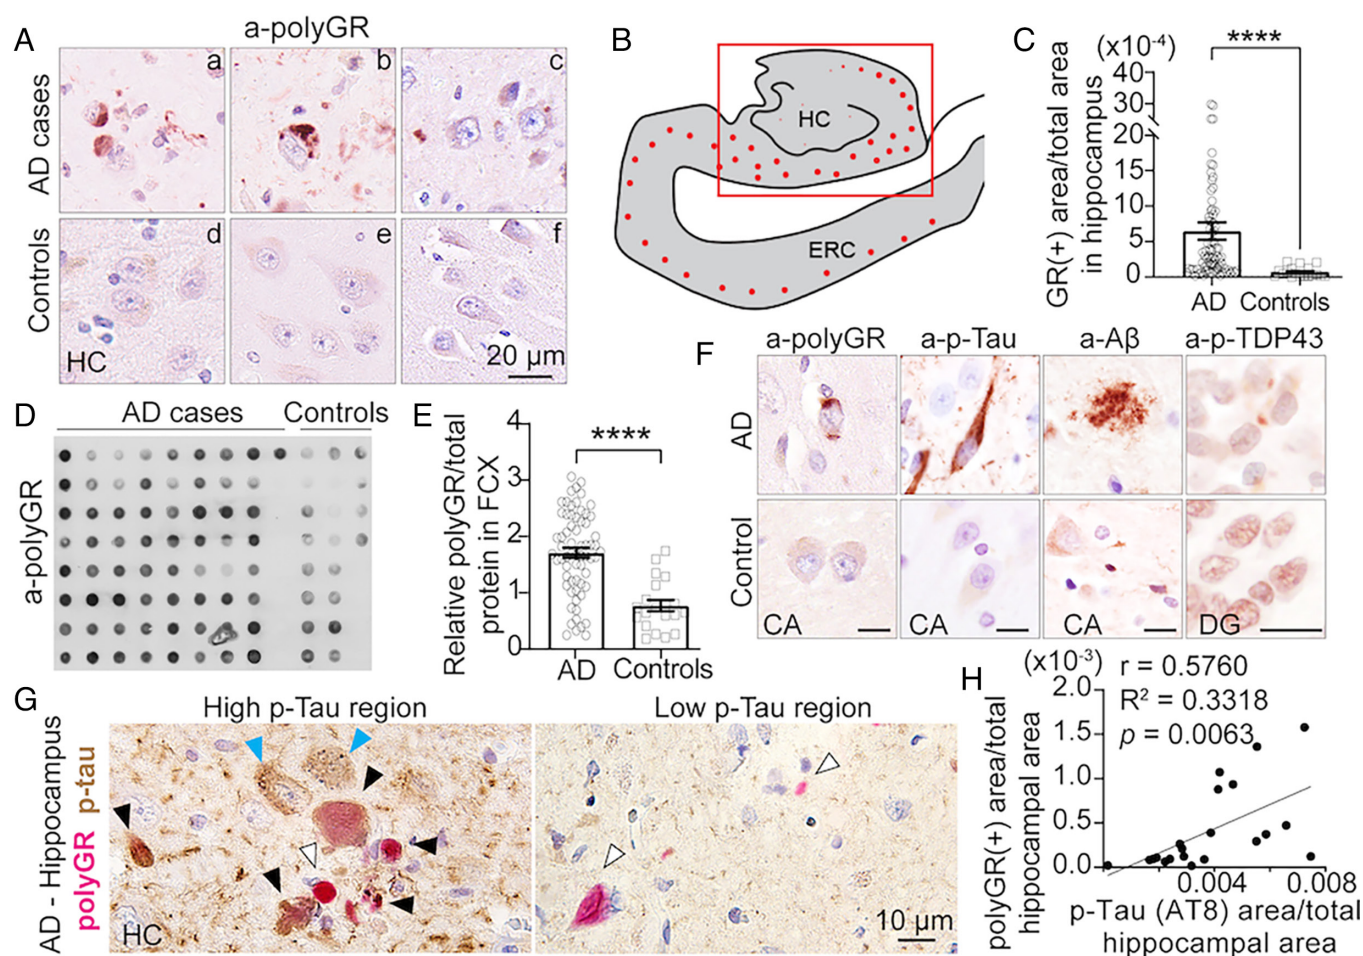 A
a-polyGR
AD cases
a
b
c
Controls
d
e
f
HC
20 µm
B
HC
ERC
C
(x10-4)
****
GR(+) area/total area
in hippocampus
40
30
20
15
10
5
0
AD
Controls
D
AD cases
Controls
a-polyGR
E
****
Relative polyGR/total
protein in FCX
4
3
2
1
0
AD
Controls
F
a-polyGR
a-p-Tau
a-Aβ
a-p-TDP43
AD
Control
CA
CA
CA
DG
G
High p-Tau region
Low p-Tau region
AD - Hippocampus
polyGR p-tau
HC
10 µm
H
(x10-3)
r = 0.5760
R² = 0.3318
p = 0.0063
polyGR(+) area/total
hippocampal area
2.0
1.5
1.0
0.5
0.0
0.004
0.008
p-Tau (AT8) area/total
hippocampal area